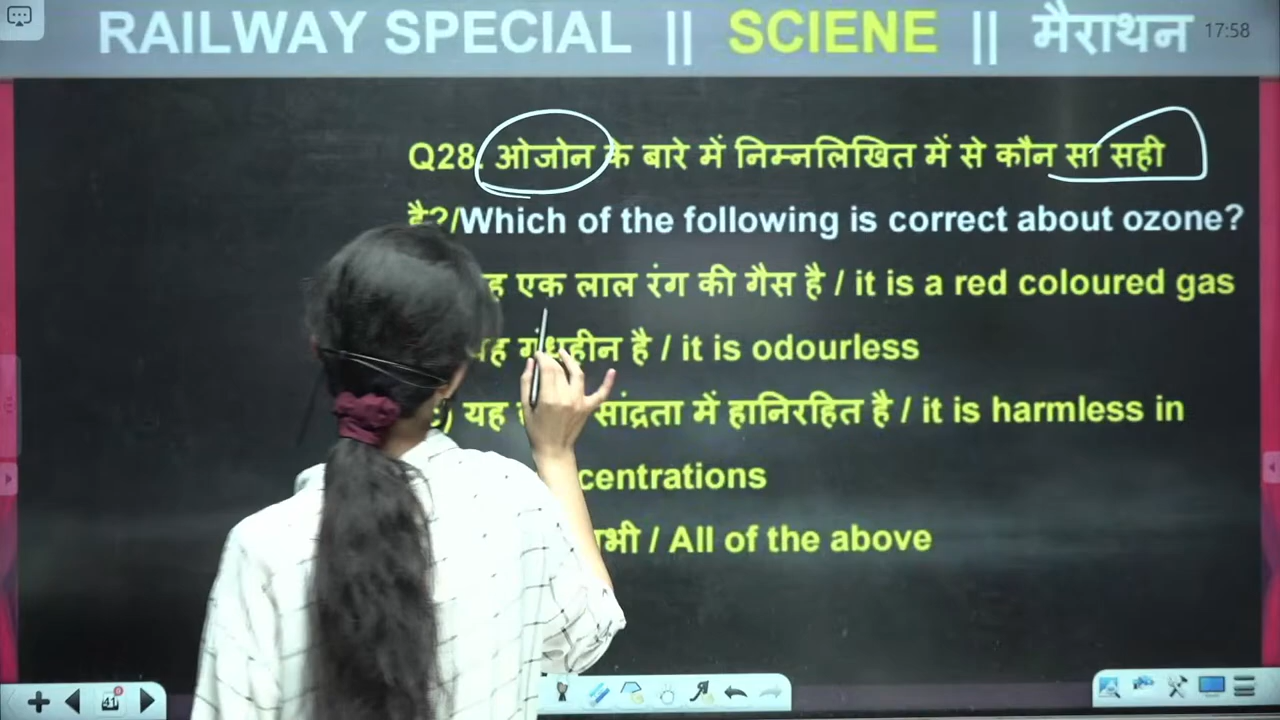 RAILWAY SPECIAL || SCIENE || मैराथन 17:58
Q28. ओजोन के बारे में निम्नलिखित में से कौन सा सही
है?/Which of the following is correct about ozone?
एक लाल रंग की गैस है / it is a red coloured gas
यह गंधहीन है / it is odourless
यह सांद्रता में हानिरहित है / it is harmless in
centrations
/ All of the above
41